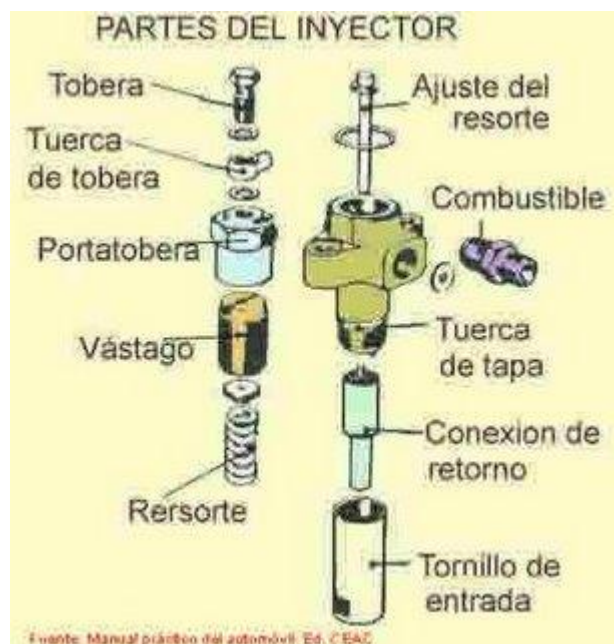 PARTES DEL INYECTOR
Tobera
Tuerca
de tobera
Portatobera
Vástago
Rersorte
Ajuste del
resorte
Combustible
Tuerca
de tapa
Conexion de
retorno
Tornillo de
entrada
Fuente: Manual práctico del automóvil. Ed. CEAC